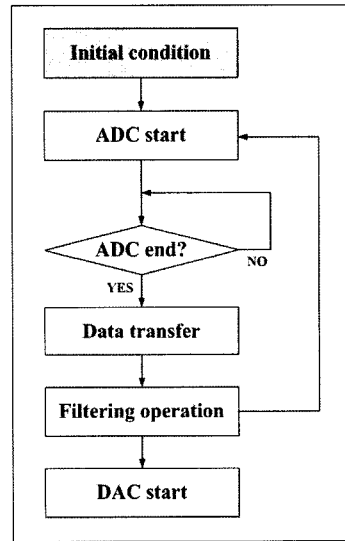 Initial condition
ADC start
ADC end?
NO
YES
Data transfer
Filtering operation
DAC start